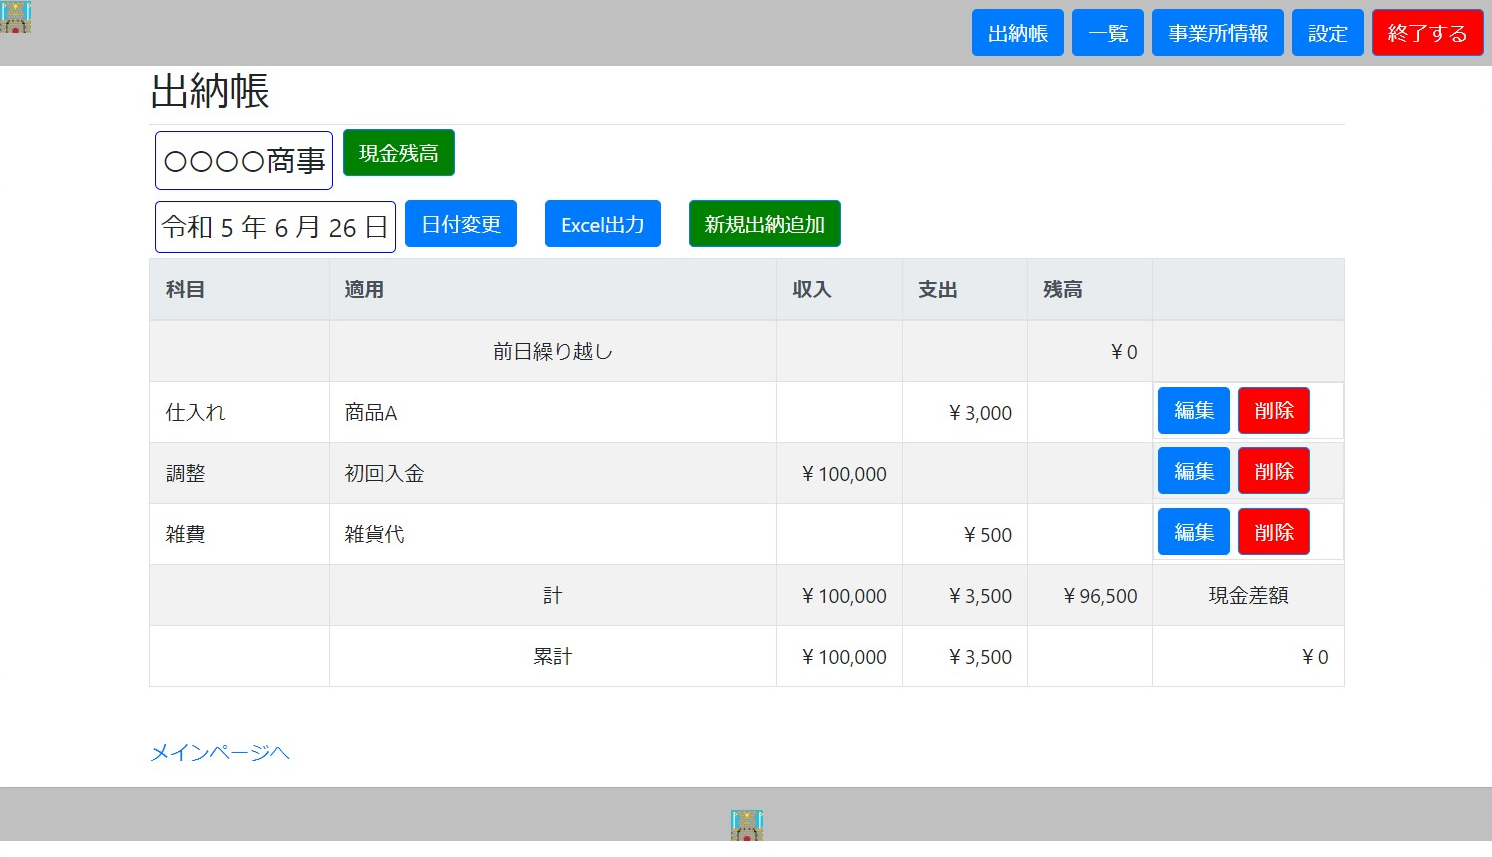 出納帳 一覧 事業所情報 設定 終了する
出納帳
〇〇〇〇商事 現金残高
令和 5 年 6 月 26 日 日付変更 Excel出力 新規出納追加
科目 適用 収入 支出 残高
前日繰り越し ￥0
仕入れ 商品A ￥3,000 編集 削除
調整 初回入金 ￥100,000 編集 削除
雑費 雑貨代 ￥500 編集 削除
計 ￥100,000 ￥3,500 ￥96,500 現金差額
累計 ￥100,000 ￥3,500 ￥0
メインページへ